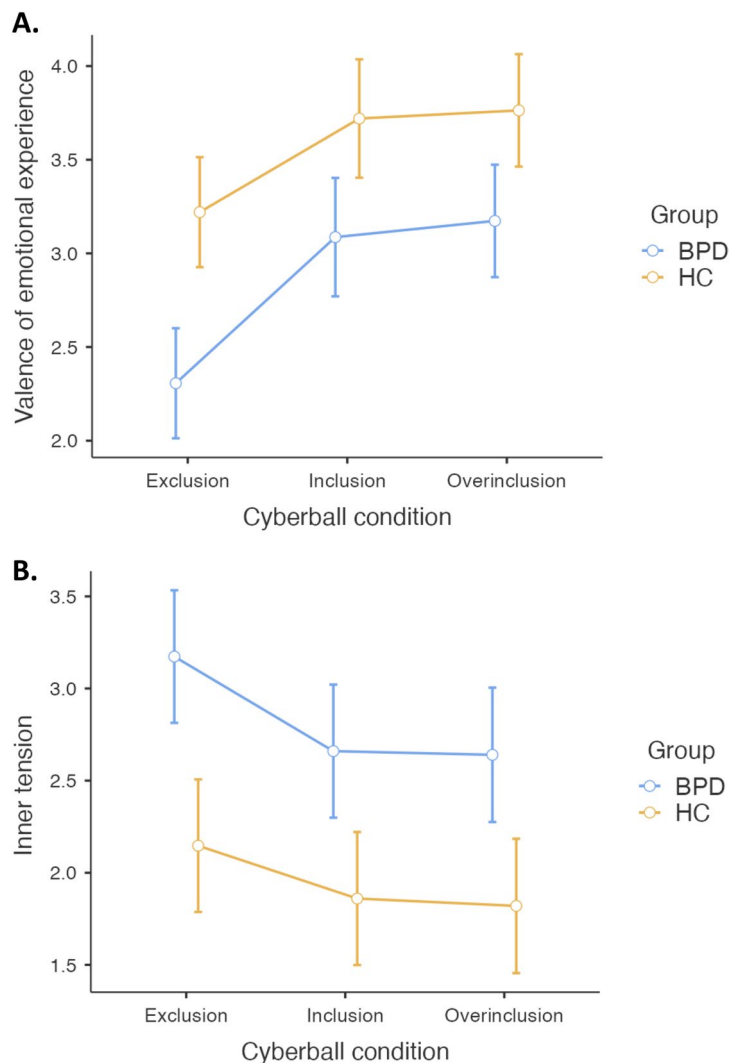 A.
Valence of emotional experience
4.0
3.5
3.0
2.5
2.0
Exclusion Inclusion Overinclusion
Cyberball condition
Group
BPD
HC
B.
Inner tension
3.5
3.0
2.5
2.0
1.5
Exclusion Inclusion Overinclusion
Cyberball condition
Group
BPD
HC